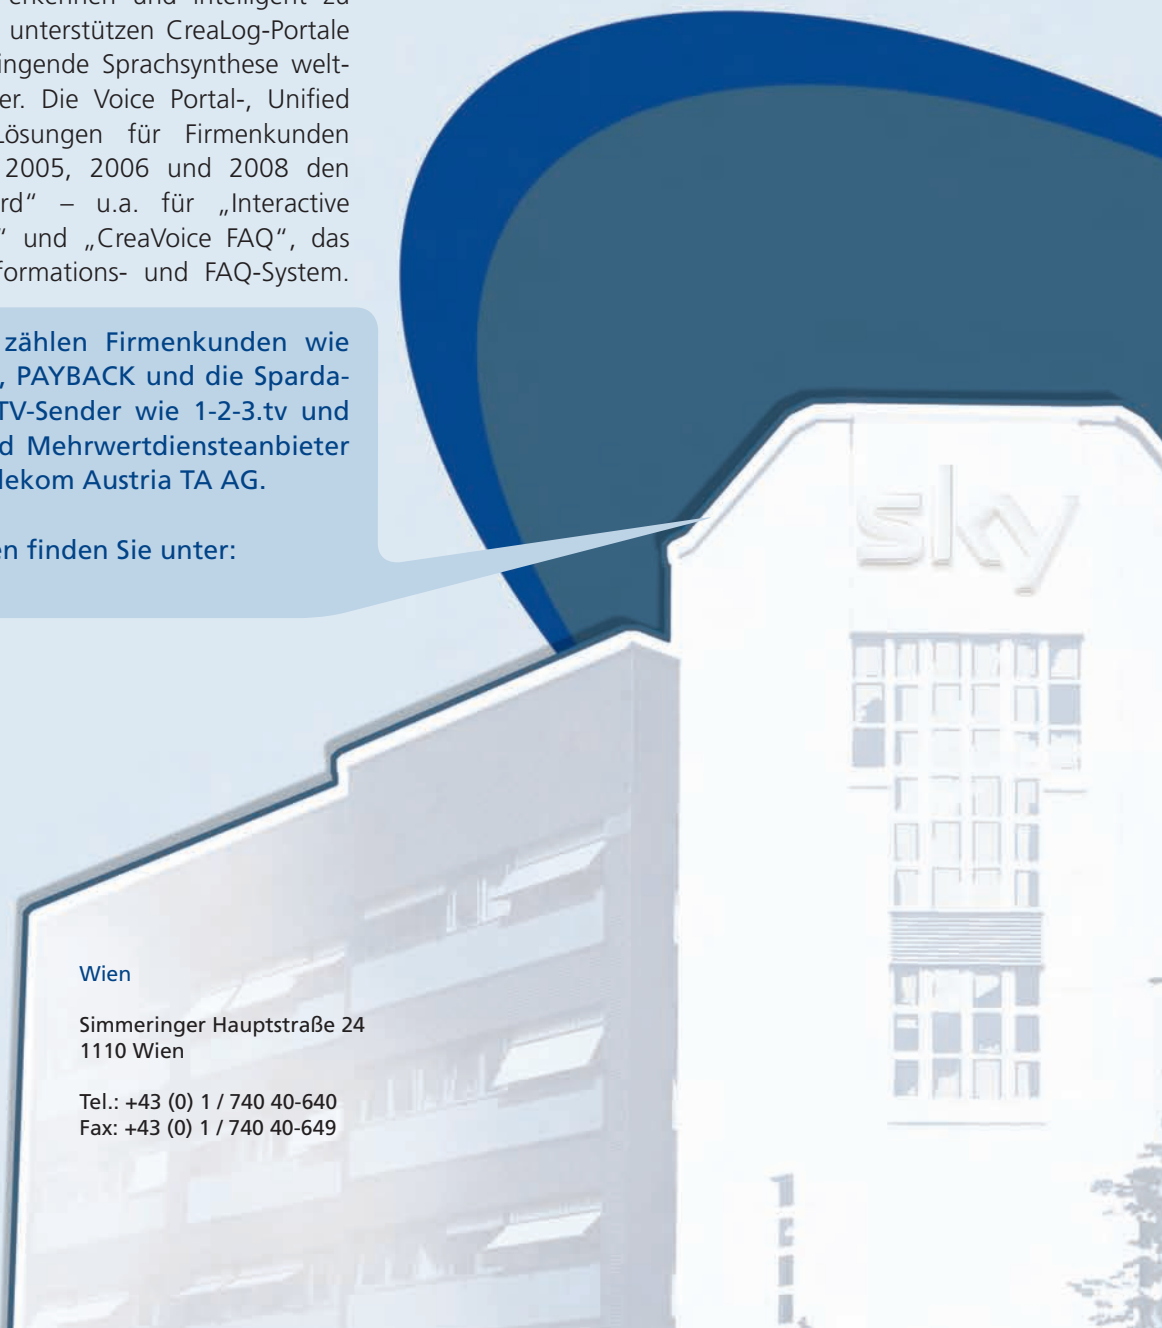 erkennen und intelligent zu
unterstützen CreaLog-Portale
ingende Sprachsynthese welt-
er. Die Voice Portal-, Unified
Lösungen für Firmenkunden
2005, 2006 und 2008 den
rd“ – u.a. für „Interactive
“ und „CreaVoice FAQ“, das
formations- und FAQ-System.
zählen Firmenkunden wie
, PAYBACK und die Sparda-
TV-Sender wie 1-2-3.tv und
d Mehrwertdiensteanbieter
lekom Austria TA AG.
en finden Sie unter:
sky
Wien
Simmeringer Hauptstraße 24
1110 Wien
Tel.: +43 (0) 1 / 740 40-640
Fax: +43 (0) 1 / 740 40-649